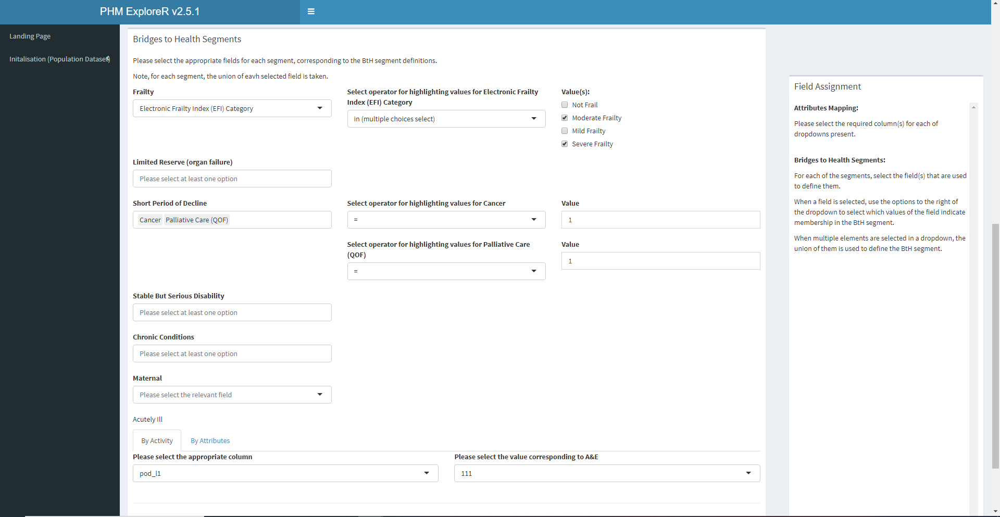 PHM ExploreR v2.5.1
Landing Page
Initalisation (Population Dataset)
Bridges to Health Segments
Please select the appropriate fields for each segment, corresponding to the BtH segment definitions.
Note, for each segment, the union of eavh selected field is taken.
Frailty
Electronic Frailty Index (EFI) Category
Select operator for highlighting values for Electronic Frailty
Index (EFI) Category
in (multiple choices select)
Value(s):
Not Frail
Moderate Frailty
Mild Frailty
Severe Frailty
Limited Reserve (organ failure)
Please select at least one option
Short Period of Decline
Cancer Palliative Care (QOF)
Select operator for highlighting values for Cancer
=
Value
1
Select operator for highlighting values for Palliative Care
(QOF)
=
Value
1
Stable But Serious Disability
Please select at least one option
Chronic Conditions
Please select at least one option
Maternal
Please select the relevant field
Acutely Ill
By Activity
By Attributes
Please select the appropriate column
pod_l1
Please select the value corresponding to A&E
111
Field Assignment
Attributes Mapping:
Please select the required column(s) for each of
dropdowns present.
Bridges to Health Segments:
For each of the segments, select the field(s) that are used
to define them.
When a field is selected, use the options to the right of
the dropdown to select which values of the field indicate
membership in the BtH segment.
When multiple elements are selected in a dropdown, the
union of them is used to define the BtH segment.